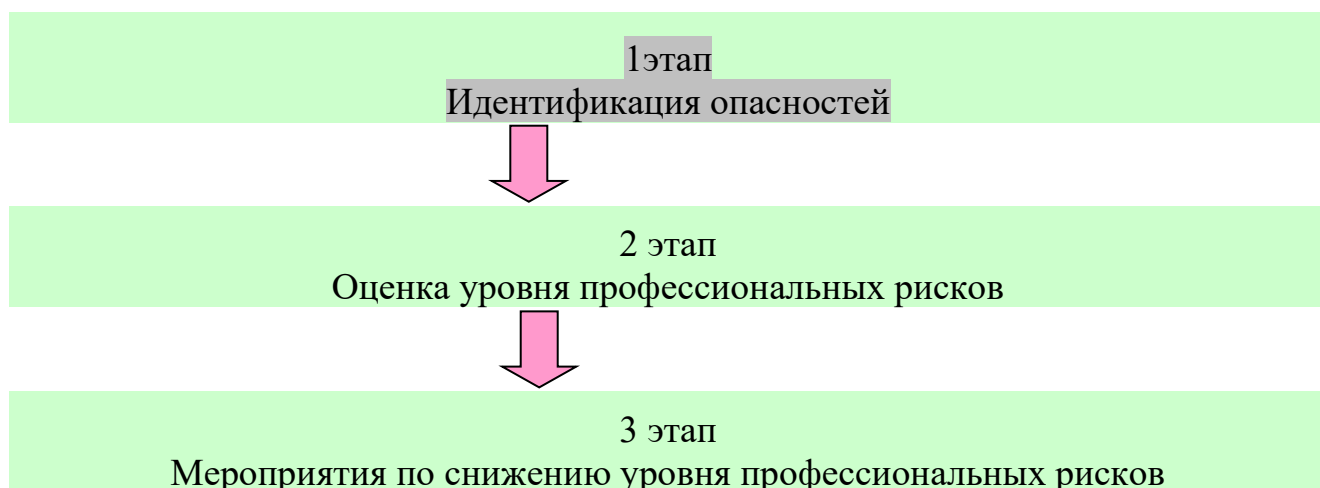 1этап
Идентификация опасностей
2 этап
Оценка уровня профессиональных рисков
3 этап
Мероприятия по снижению уровня профессиональных рисков